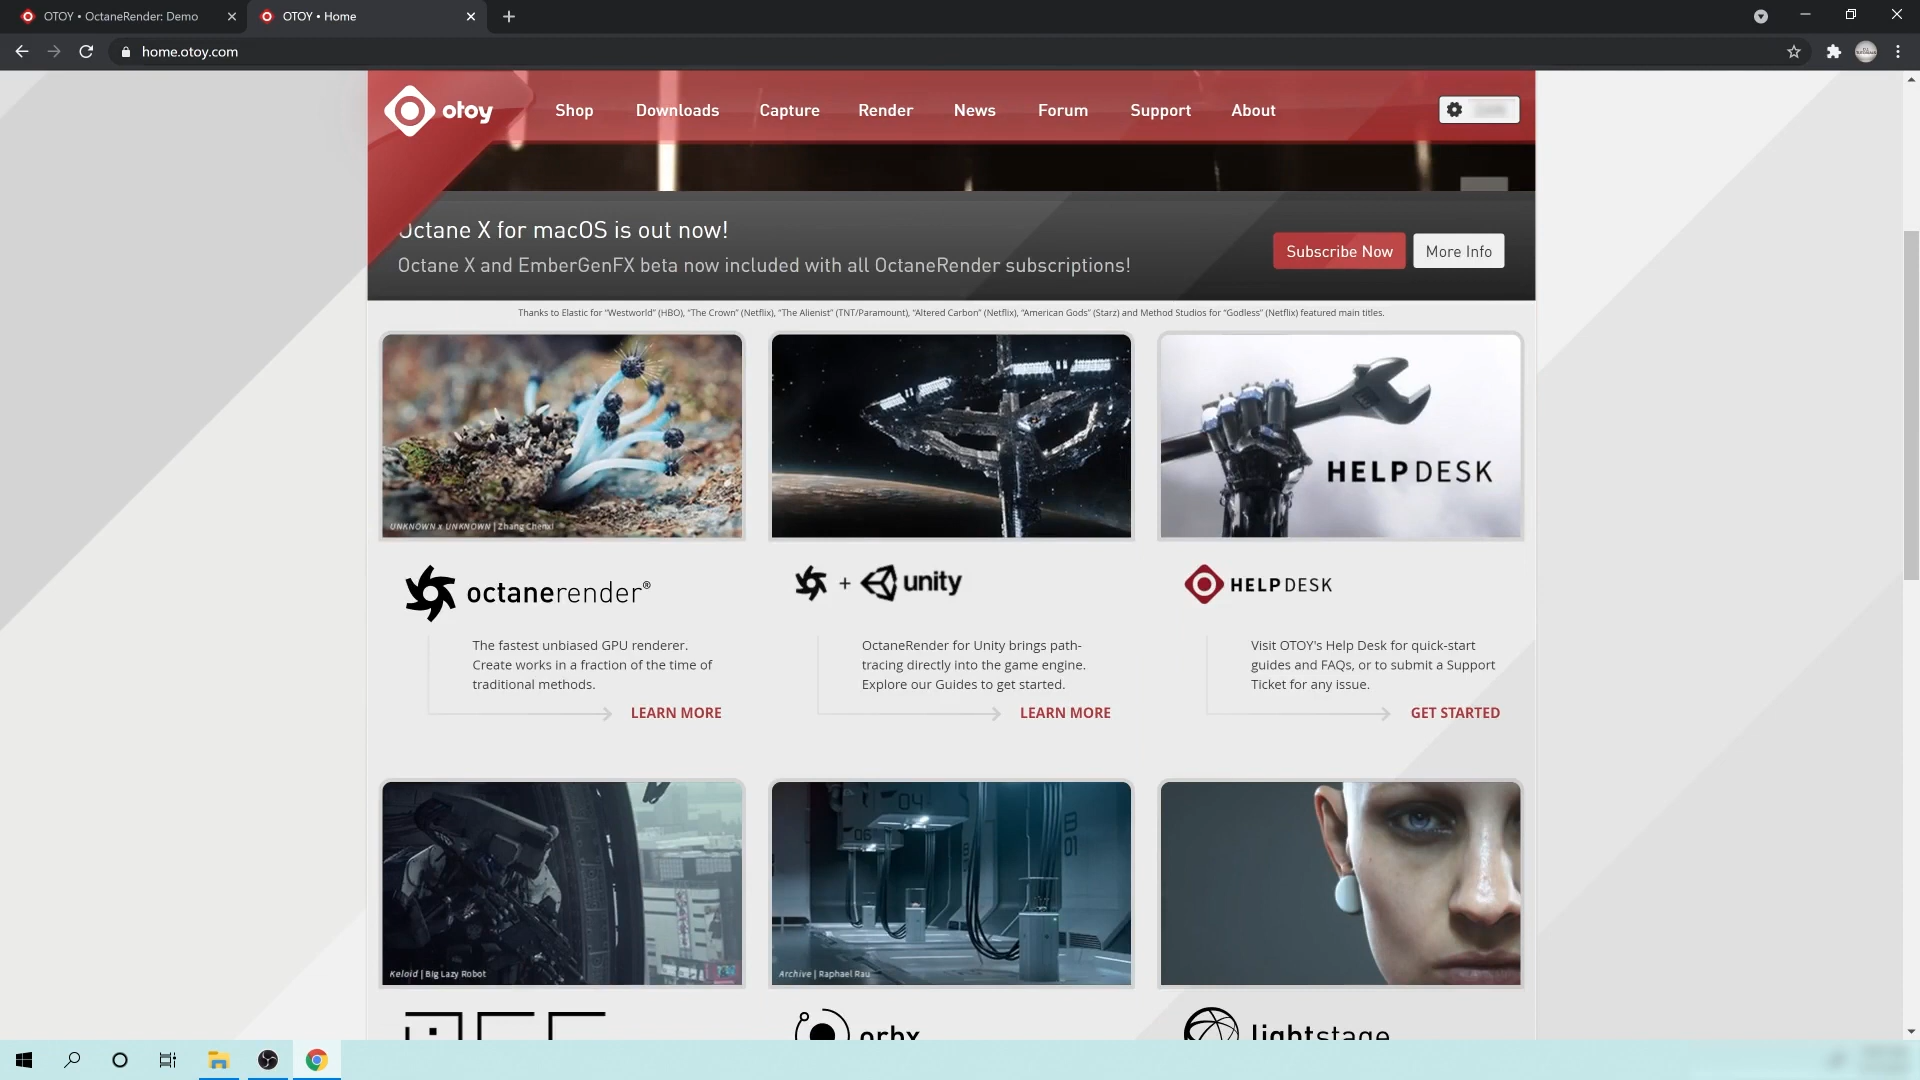 OTOY • OctaneRender: Demo
OTOY • Home
home.otoy.com
otoy
Shop
Downloads
Capture
Render
News
Forum
Support
About
Octane X for macOS is out now!
Octane X and EmberGenFX beta now included with all OctaneRender subscriptions!
Subscribe Now
More Info
Thanks to Elastic for “Westworld” (HBO), “The Crown” (Netflix), “The Alienist” (TNT/Paramount), “Altered Carbon” (Netflix), “American Gods” (Starz) and Method Studios for “Godless” (Netflix) featured main titles.
UNKNOWN x UNKNOWN | Zhang Chenxi
HELPDESK
octanerender®
The fastest unbiased GPU renderer.
Create works in a fraction of the time of
traditional methods.
LEARN MORE
+ unity
OctaneRender for Unity brings path-
tracing directly into the game engine.
Explore our Guides to get started.
LEARN MORE
HELPDESK
Visit OTOY's Help Desk for quick-start
guides and FAQs, or to submit a Support
Ticket for any issue.
GET STARTED
Keloid | Big Lazy Robot
04
06
B
01
Archive | Raphael Rau
orbx
lightstage